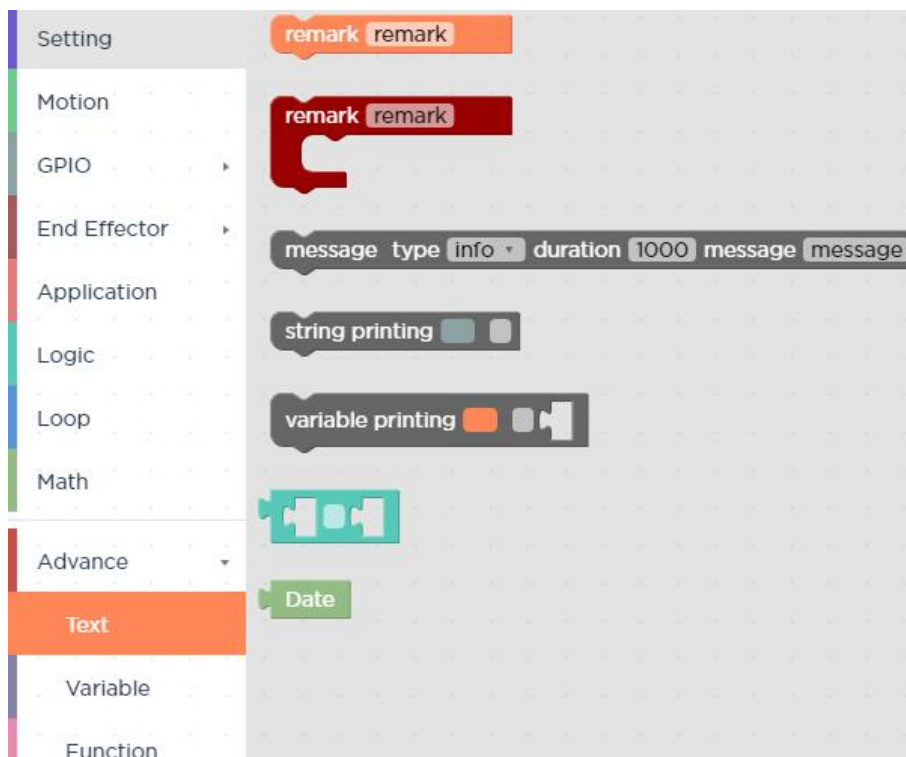 Setting
Motion
GPIO
End Effector
Application
Logic
Loop
Math
Advance
Text
Variable
Function
remark remark
remark remark
message type info duration 1000 message message
string printing
variable printing
Date